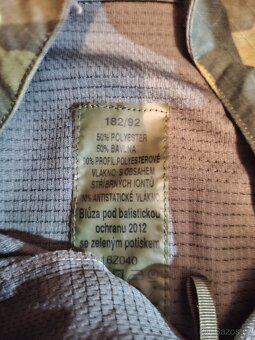 182/92
50% POLYESTER
50% BAVLNA
PROFIL POLYESTEROVÉ
VLÁKNO S OBSAHEM
STŘÍBRNÝCH IONTŮ
ANTISTATICKÉ VLÁKNO
Blůza pod balistickou
ochranu 2012
se zeleným potiskem
16Z040